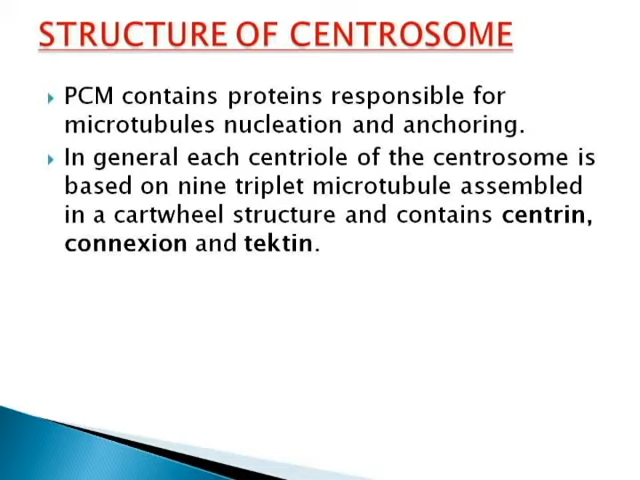 STRUCTURE OF CENTROSOME
PCM contains proteins responsible for
microtubules nucleation and anchoring.
In general each centriole of the centrosome is
based on nine triplet microtubule assembled
in a cartwheel structure and contains centrin,
connexion and tektin.